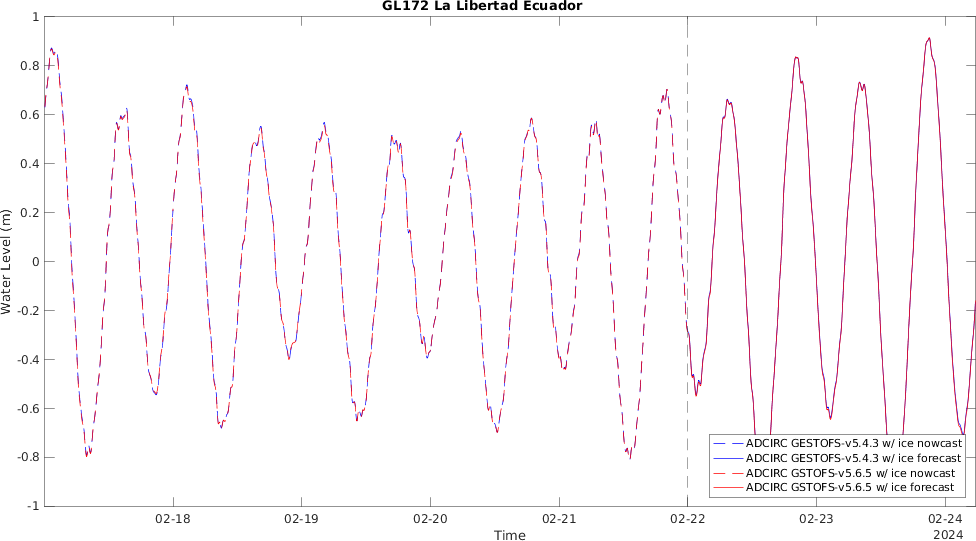 GL172 La Libertad Ecuador
1
0.8
0.6
0.4
0.2
0
-0.2
-0.4
-0.6
-0.8
-1
Water Level (m)
02-18
02-19
02-20
02-21
02-22
02-23
02-24
2024
Time
ADCIRC GESTOFS-v5.4.3 w/ ice nowcast
ADCIRC GESTOFS-v5.4.3 w/ ice forecast
ADCIRC GSTOFS-v5.6.5 w/ ice nowcast
ADCIRC GSTOFS-v5.6.5 w/ ice forecast